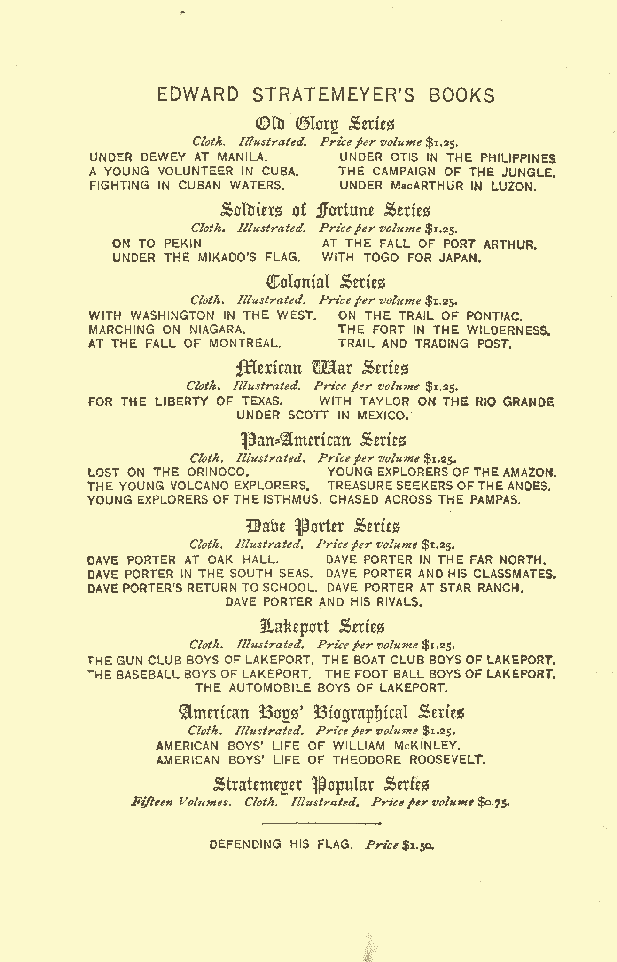 EDWARD STRATEMEYER'S BOOKS
Old Glory Series
Cloth. Illustrated. Price per volume $1.25.
UNDER DEWEY AT MANILA. UNDER OTIS IN THE PHILIPPINES
A YOUNG VOLUNTEER IN CUBA. THE CAMPAIGN OF THE JUNGLE.
FIGHTING IN CUBAN WATERS. UNDER MacARTHUR IN LUZON.
Soldiers of Fortune Series
Cloth. Illustrated. Price per volume $1.25.
ON TO PEKIN AT THE FALL OF PORT ARTHUR.
UNDER THE MIKADO'S FLAG. WITH TOGO FOR JAPAN.
Colonial Series
Cloth. Illustrated. Price per volume $1.25.
WITH WASHINGTON IN THE WEST. ON THE TRAIL OF PONTIAC.
MARCHING ON NIAGARA. THE FORT IN THE WILDERNESS.
AT THE FALL OF MONTREAL. TRAIL AND TRADING POST.
Mexican War Series
Cloth. Illustrated. Price per volume $1.25.
FOR THE LIBERTY OF TEXAS. WITH TAYLOR ON THE RIO GRANDE
UNDER SCOTT IN MEXICO.
Pan-American Series
Cloth. Illustrated. Price per volume $1.25.
LOST ON THE ORINOCO. YOUNG EXPLORERS OF THE AMAZON.
THE YOUNG VOLCANO EXPLORERS. TREASURE SEEKERS OF THE ANDES.
YOUNG EXPLORERS OF THE ISTHMUS. CHASED ACROSS THE PAMPAS.
Dave Porter Series
Cloth. Illustrated. Price per volume $1.25.
DAVE PORTER AT OAK HALL. DAVE PORTER IN THE FAR NORTH.
DAVE PORTER IN THE SOUTH SEAS. DAVE PORTER AND HIS CLASSMATES.
DAVE PORTER'S RETURN TO SCHOOL. DAVE PORTER AT STAR RANCH.
DAVE PORTER AND HIS RIVALS.
Lakeport Series
Cloth. Illustrated. Price per volume $1.25.
THE GUN CLUB BOYS OF LAKEPORT. THE BOAT CLUB BOYS OF LAKEPORT.
THE BASEBALL BOYS OF LAKEPORT. THE FOOT BALL BOYS OF LAKEPORT.
THE AUTOMOBILE BOYS OF LAKEPORT.
American Boys' Biographical Series
Cloth. Illustrated. Price per volume $1.25.
AMERICAN BOYS' LIFE OF WILLIAM McKINLEY.
AMERICAN BOYS' LIFE OF THEODORE ROOSEVELT.
Stratemeyer Popular Series
Fifteen Volumes. Cloth. Illustrated. Price per volume $0.75.
DEFENDING HIS FLAG. Price $1.50.